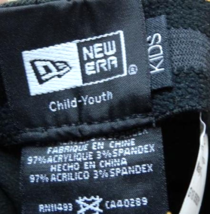 NEW
ERA®
Child-Youth
KIDS
FABRIQUE EN CHINE
97% ACRYLIQUE 3% SPANDEX
HECHO EN CHINA
97% ACRILICO 3% SPANDEX
RN11493 CA40289